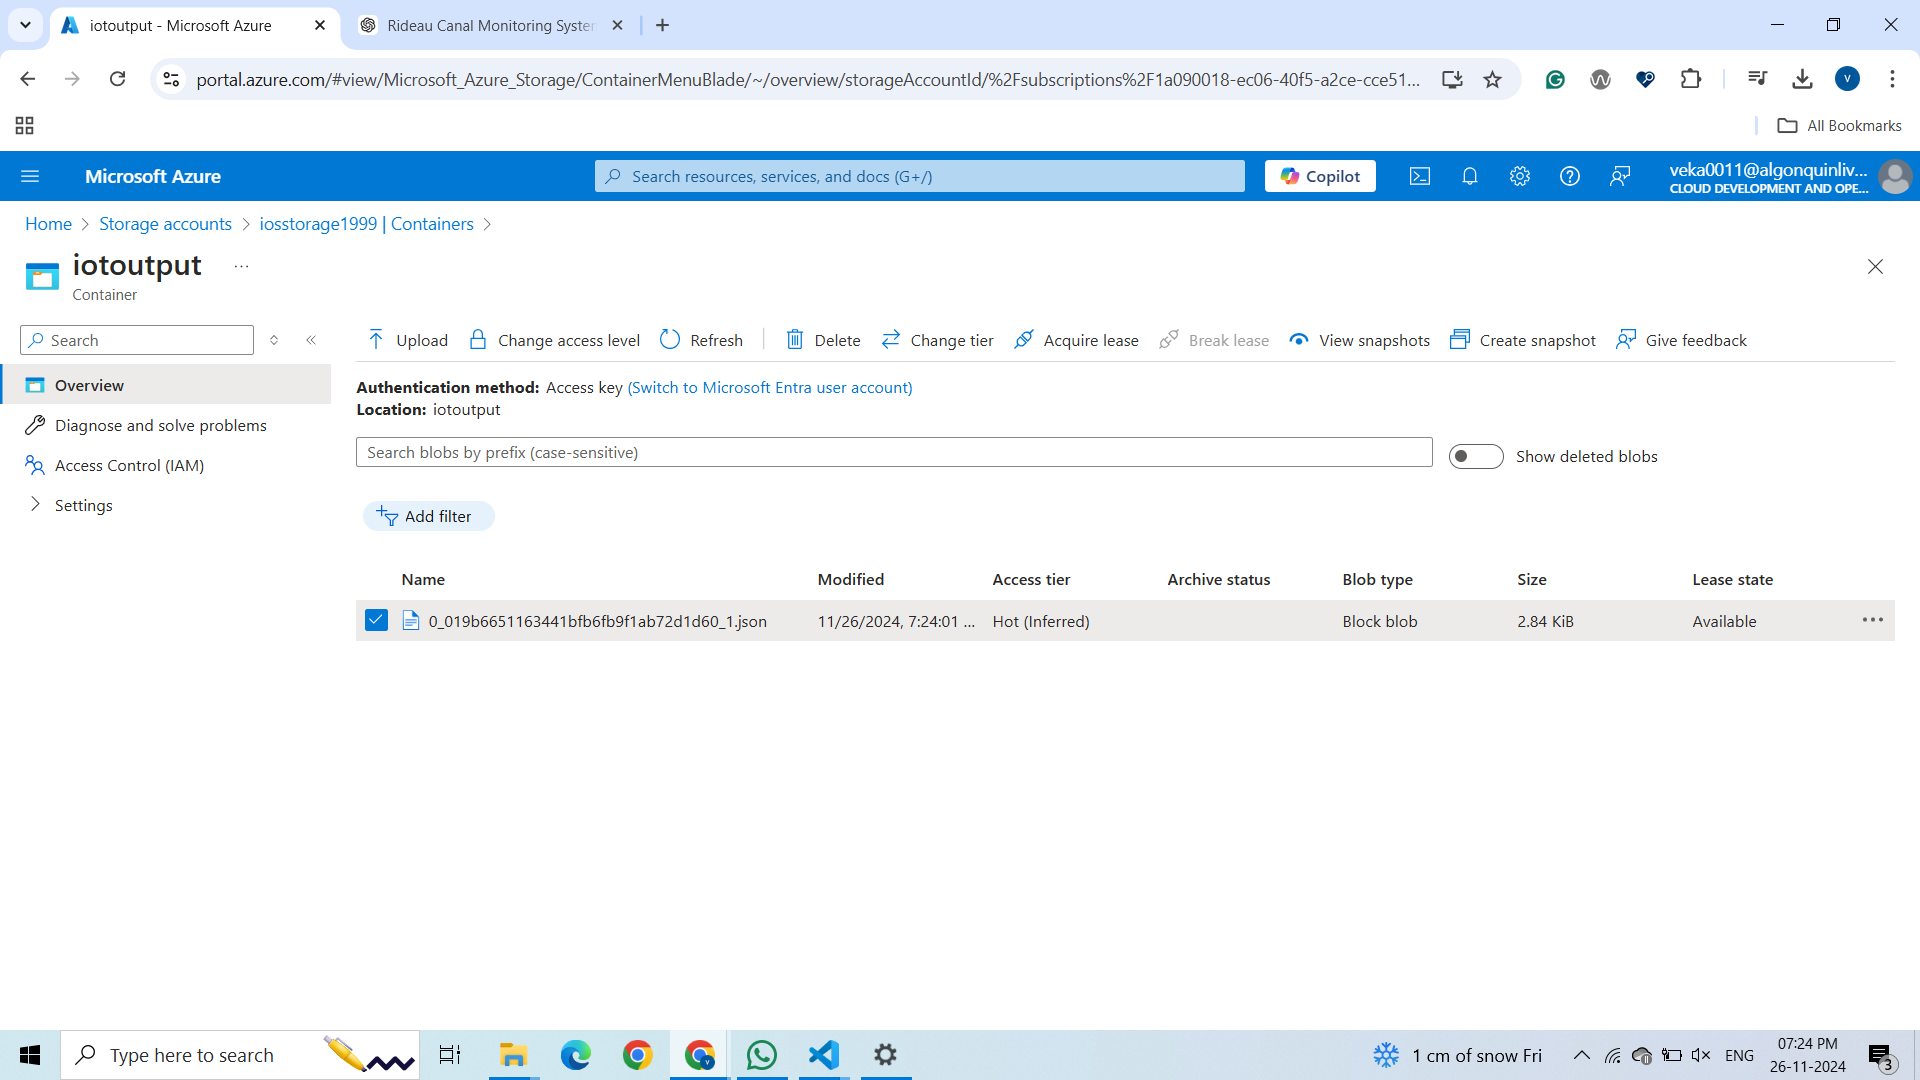 iotoutput - Microsoft Azure
Rideau Canal Monitoring System
portal.azure.com/#view/Microsoft_Azure_Storage/ContainerMenuBlade/~/overview/storageAccountId/%2Fsubscriptions%2F1a090018-ec06-40f5-a2ce-cce51...
V
All Bookmarks
Microsoft Azure
Search resources, services, and docs (G+/)
Copilot
veka0011@algonquinliv...
CLOUD DEVELOPMENT AND OPE...
Home > Storage accounts > iosstorage1999 | Containers >
iotoutput ...
Container
Search
Upload Change access level Refresh Delete Change tier Acquire lease Break lease View snapshots Create snapshot Give feedback
Overview
Diagnose and solve problems
Access Control (IAM)
Settings
Authentication method: Access key (Switch to Microsoft Entra user account)
Location: iotoutput
Search blobs by prefix (case-sensitive)
Show deleted blobs
Add filter
Name Modified Access tier Archive status Blob type Size Lease state
0_019b6651163441bfb6fb9f1ab72d1d60_1.json 11/26/2024, 7:24:01 ... Hot (Inferred) Block blob 2.84 KiB Available
Type here to search
1 cm of snow Fri
ENG
07:24 PM
26-11-2024
3